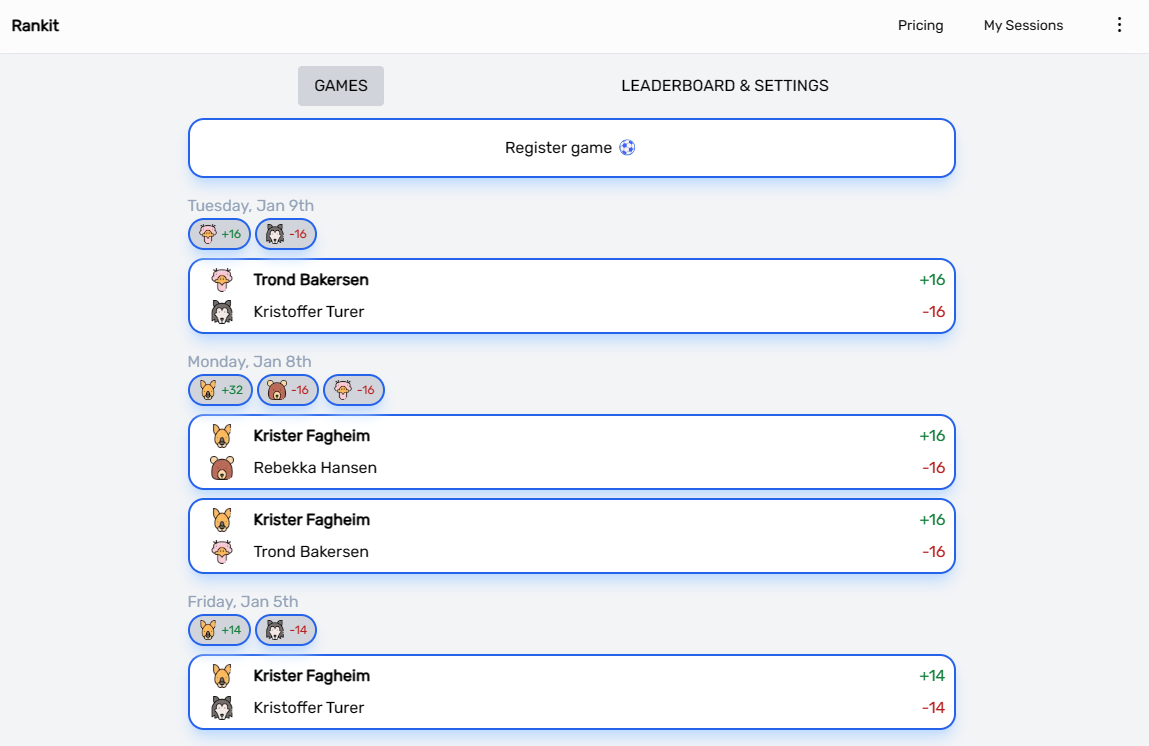 Rankit Pricing My Sessions
GAMES LEADERBOARD & SETTINGS
Register game
Tuesday, Jan 9th
+16 -16
Trond Bakersen +16
Kristoffer Turer -16
Monday, Jan 8th
+32 -16 -16
Krister Fagheim +16
Rebekka Hansen -16
Krister Fagheim +16
Trond Bakersen -16
Friday, Jan 5th
+14 -14
Krister Fagheim +14
Kristoffer Turer -14